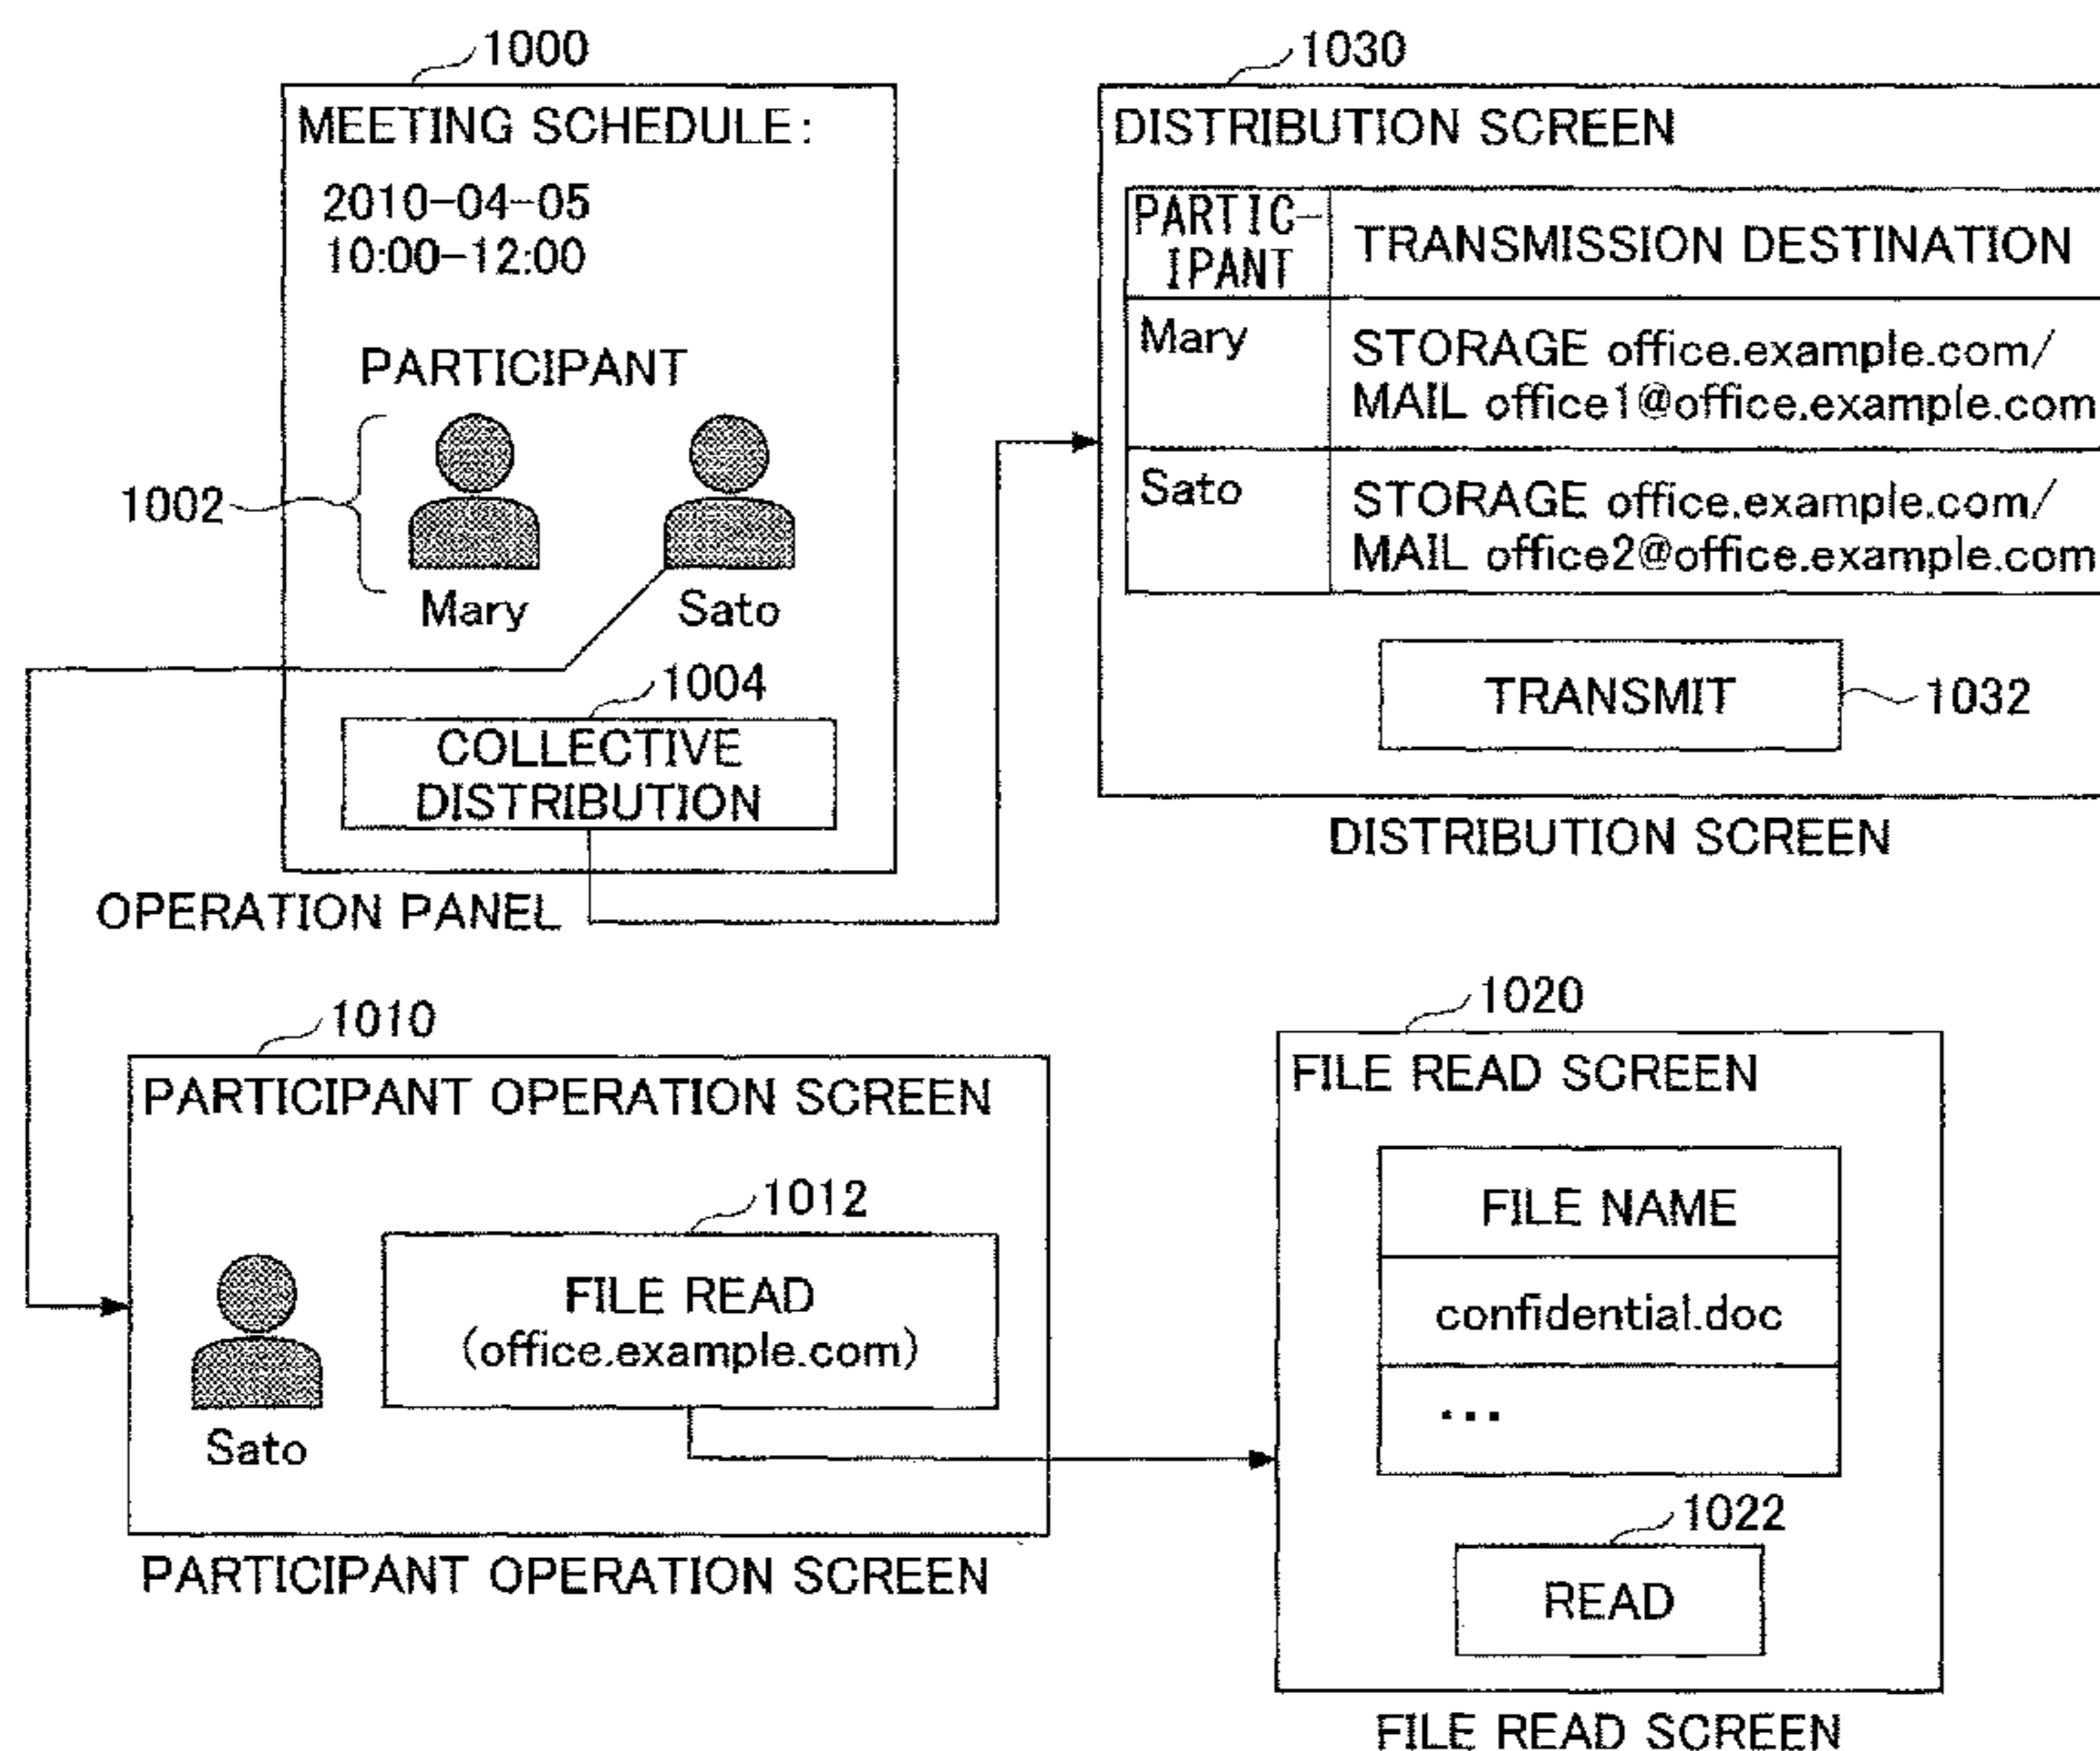 1000
MEETING SCHEDULE:
2010-04-05
10:00-12:00
PARTICIPANT
1002
Mary
Sato
1004
COLLECTIVE
DISTRIBUTION
OPERATION PANEL
1030
DISTRIBUTION SCREEN
PARTIC-
IPANT
TRANSMISSION DESTINATION
Mary
STORAGE office.example.com/
MAIL office1@office.example.com
Sato
STORAGE office.example.com/
MAIL office2@office.example.com
TRANSMIT
1032
DISTRIBUTION SCREEN
1010
PARTICIPANT OPERATION SCREEN
1012
FILE READ
(office.example.com)
Sato
PARTICIPANT OPERATION SCREEN
1020
FILE READ SCREEN
FILE NAME
confidential.doc
...
1022
READ
FILE READ SCREEN